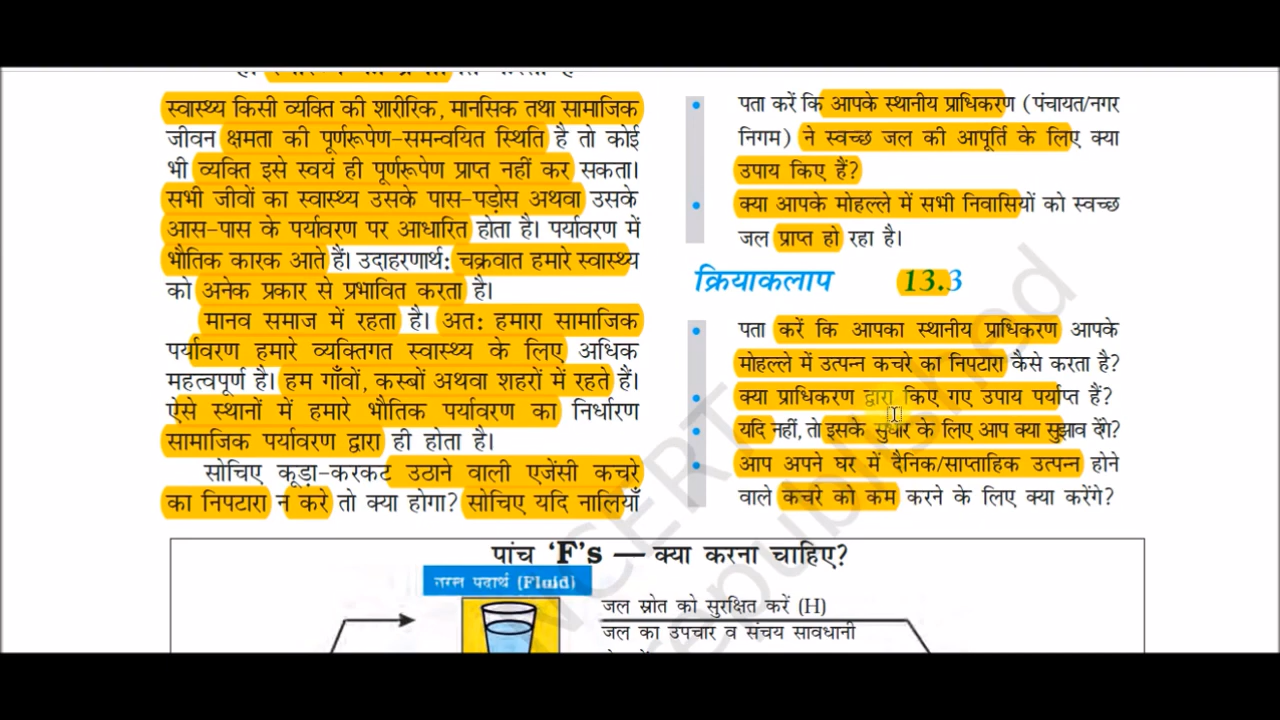 स्वास्थ्य किसी व्यक्ति की शारीरिक, मानसिक तथा सामाजिक
जीवन क्षमता की पूर्णरूपेण-समन्वयित स्थिति है तो कोई
भी व्यक्ति इसे स्वयं ही पूर्णरूपेण प्राप्त नहीं कर सकता।
सभी जीवों का स्वास्थ्य उसके पास-पड़ोस अथवा उसके
आस-पास के पर्यावरण पर आधारित होता है। पर्यावरण में
भौतिक कारक आते हैं। उदाहरणार्थ: चक्रवात हमारे स्वास्थ्य
को अनेक प्रकार से प्रभावित करता है।
मानव समाज में रहता है। अत: हमारा सामाजिक
पर्यावरण हमारे व्यक्तिगत स्वास्थ्य के लिए अधिक
महत्वपूर्ण है। हम गाँवों, कस्बों अथवा शहरों में रहते हैं।
ऐसे स्थानों में हमारे भौतिक पर्यावरण का निर्धारण
सामाजिक पर्यावरण द्वारा ही होता है।
सोचिए कूड़ा-करकट उठाने वाली एजेंसी कचरे
का निपटारा न करे तो क्या होगा? सोचिए यदि नालियाँ
पता करें कि आपके स्थानीय प्राधिकरण (पंचायत/नगर
निगम) ने स्वच्छ जल की आपूर्ति के लिए क्या
उपाय किए हैं?
क्या आपके मोहल्ले में सभी निवासियों को स्वच्छ
जल प्राप्त हो रहा है।
क्रियाकलाप 13.3
पता करें कि आपका स्थानीय प्राधिकरण आपके
मोहल्ले में उत्पन्न कचरे का निपटारा कैसे करता है?
क्या प्राधिकरण द्वारा किए गए उपाय पर्याप्त हैं?
यदि नहीं, तो इसके सुधार के लिए आप क्या सुझाव देंगे?
आप अपने घर में दैनिक/साप्ताहिक उत्पन्न होने
वाले कचरे को कम करने के लिए क्या करेंगे?
पांच 'F's — क्या करना चाहिए?
तरल पदार्थ (Fluid)
जल स्रोत को सुरक्षित करें (H)
जल का उपचार व संचय सावधानी
NCERT
republished